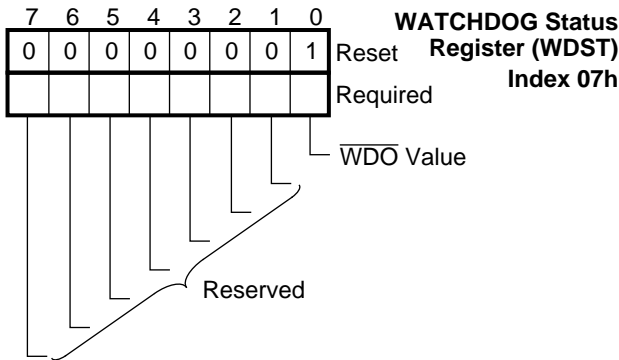 7 6 5 4 3 2 1 0
WATCHDOG Status
Register (WDST)
Index 07h
0 0 0 0 0 0 0 1 Reset
Required
WDO Value
Reserved